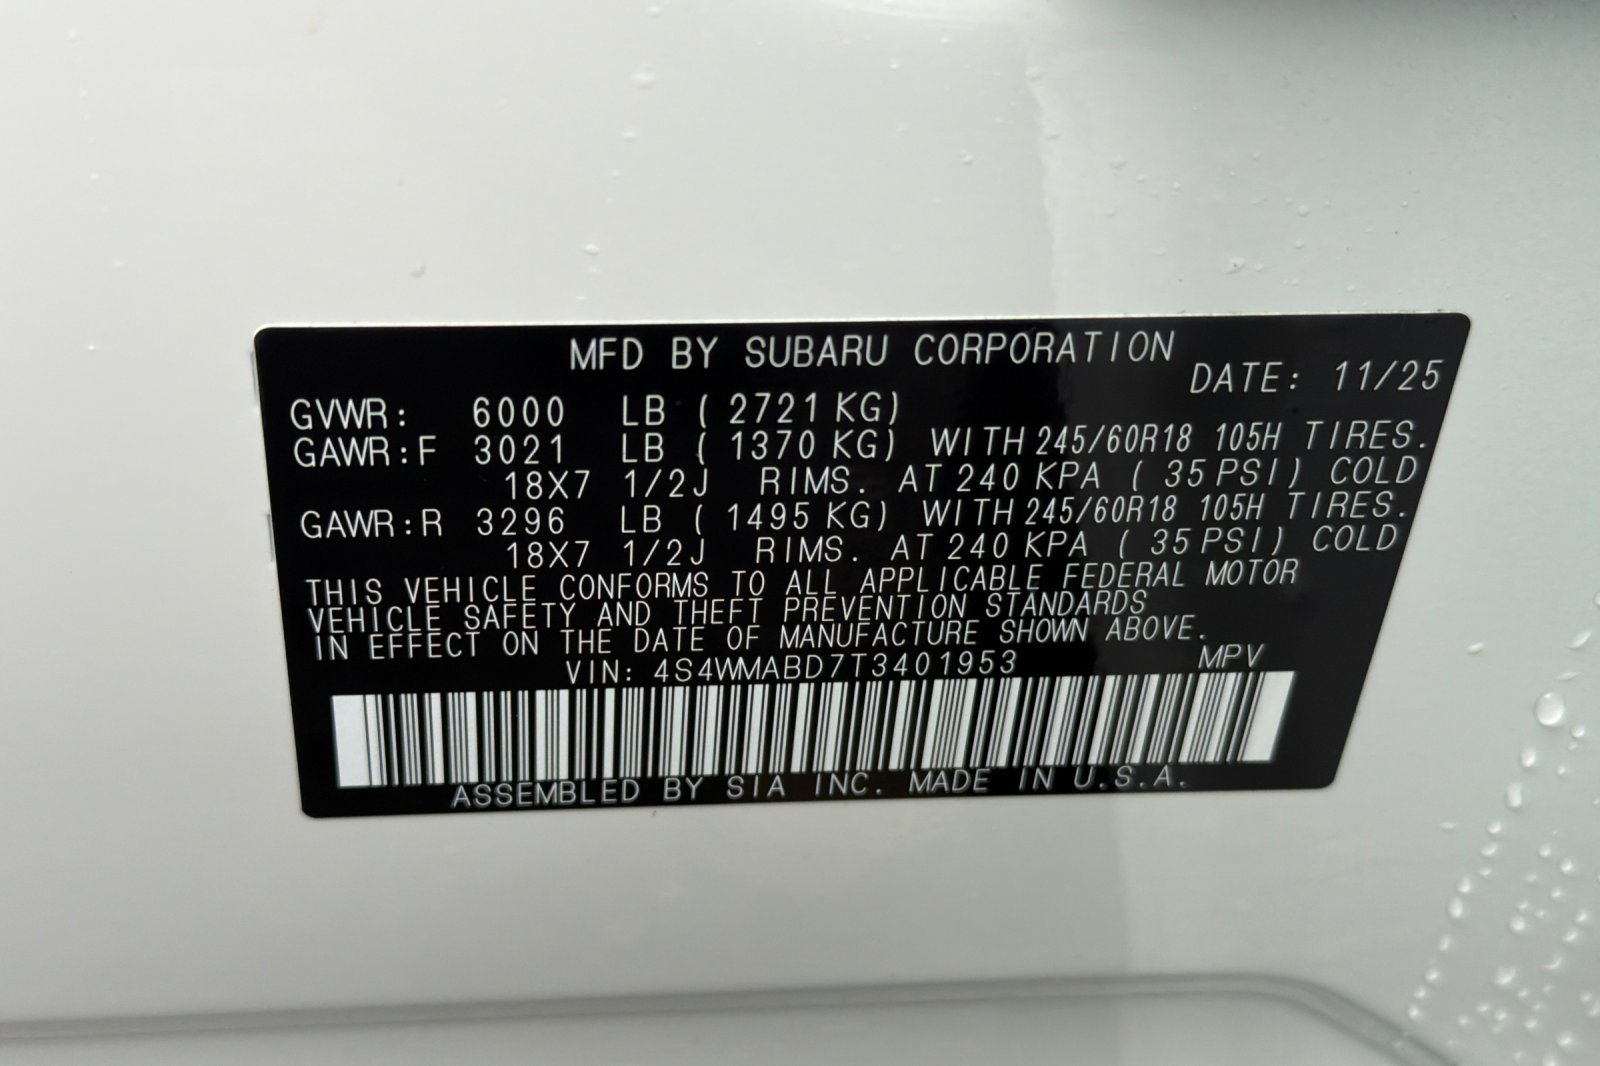 MFD BY SUBARU CORPORATION
DATE: 11/25
GVWR: 6000 LB ( 2721 KG)
GAWR:F 3021 LB ( 1370 KG) WITH 245/60R18 105H TIRES.
18X7 1/2J RIMS. AT 240 KPA ( 35 PSI) COLD
GAWR:R 3296 LB ( 1495 KG) WITH 245/60R18 105H TIRES.
18X7 1/2J RIMS. AT 240 KPA ( 35 PSI) COLD
THIS VEHICLE CONFORMS TO ALL APPLICABLE FEDERAL MOTOR
VEHICLE SAFETY AND THEFT PREVENTION STANDARDS
IN EFFECT ON THE DATE OF MANUFACTURE SHOWN ABOVE.
VIN: 4S4WMABD7T3401953 MPV
ASSEMBLED BY SIA INC. MADE IN U.S.A.